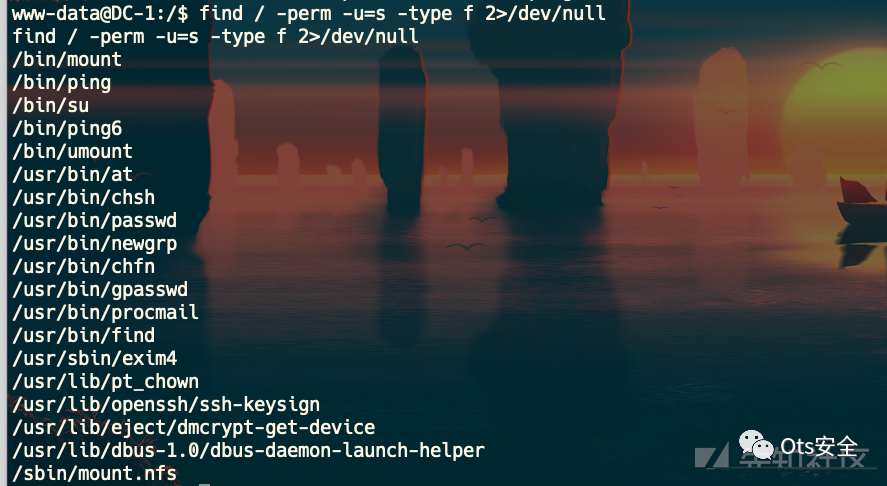 www-data@DC-1:/$ find / -perm -u=s -type f 2>/dev/null
find / -perm -u=s -type f 2>/dev/null
/bin/mount
/bin/ping
/bin/su
/bin/ping6
/bin/umount
/usr/bin/at
/usr/bin/chsh
/usr/bin/passwd
/usr/bin/newgrp
/usr/bin/chfn
/usr/bin/gpasswd
/usr/bin/procmail
/usr/bin/find
/usr/sbin/exim4
/usr/lib/pt_chown
/usr/lib/openssh/ssh-keysign
/usr/lib/eject/dmcrypt-get-device
/usr/lib/dbus-1.0/dbus-daemon-launch-helper
/sbin/mount.nfs
Ots安全
先知社区